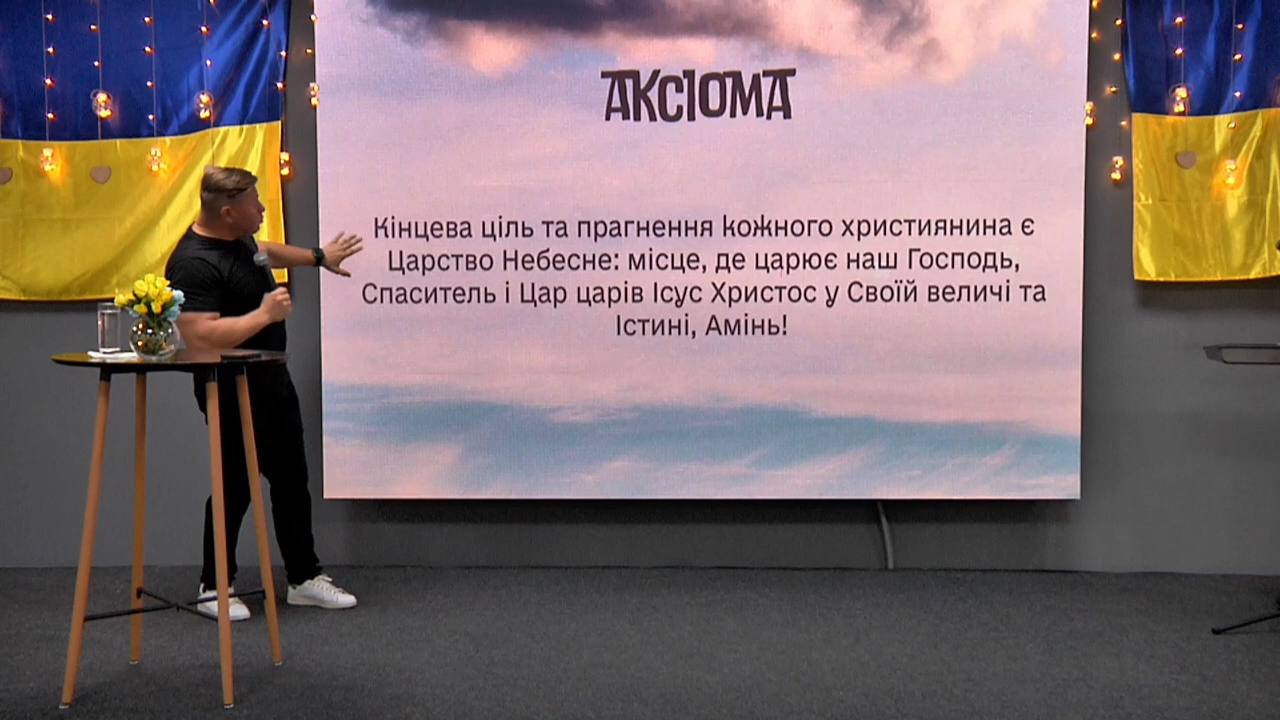 АКСІОМА
Кінцева ціль та прагнення кожного християнина є
Царство Небесне: місце, де царює наш Господь,
Спаситель і Цар царів Ісус Христос у Своїй величі та
Істині, Амінь!